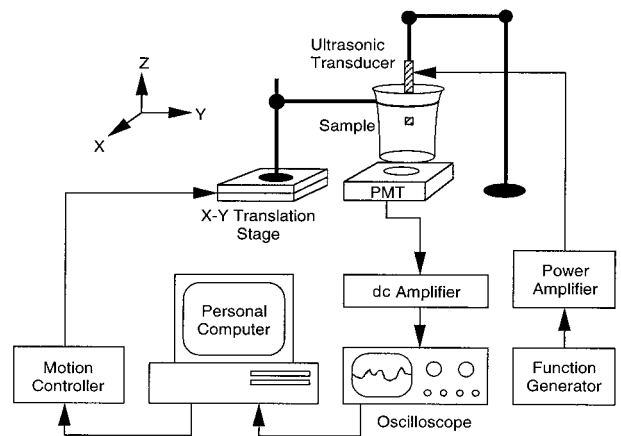 Ultrasonic
Transducer
Z
Y
X
Sample
PMT
X-Y Translation
Stage
Power
Amplifier
dc Amplifier
Personal
Computer
Motion
Controller
Function
Generator
Oscilloscope